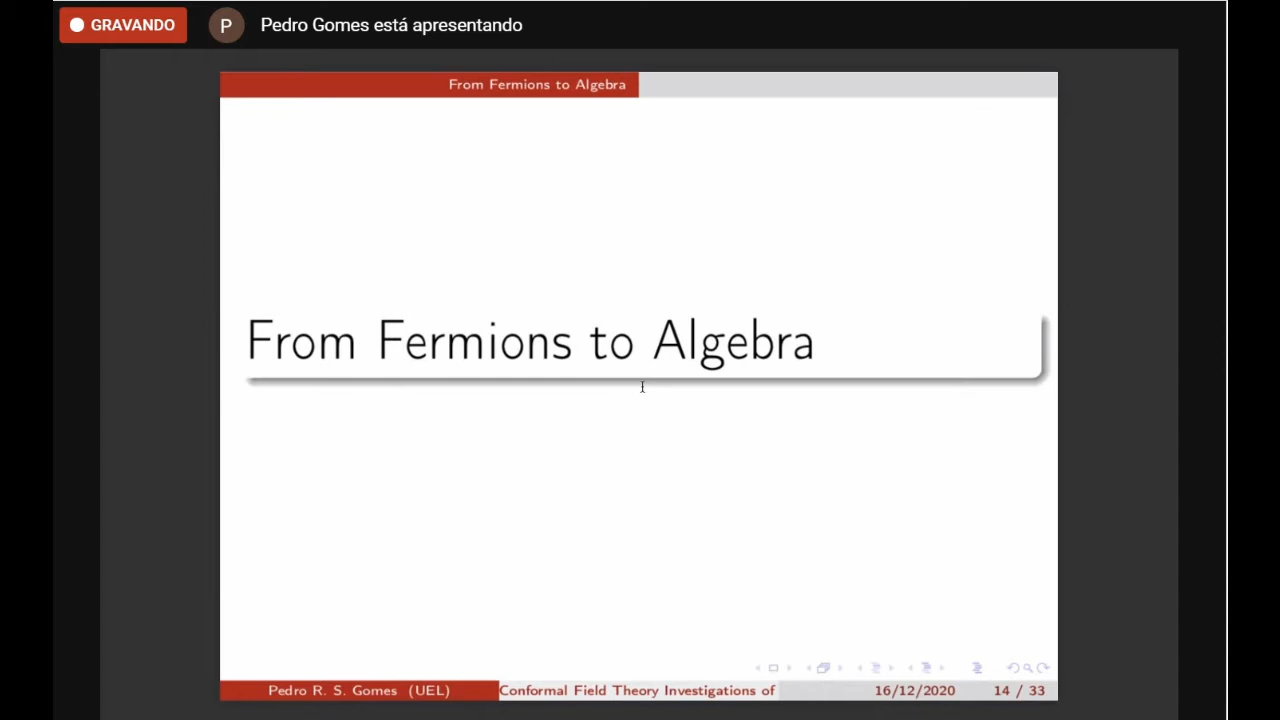 GRAVANDO
P
Pedro Gomes está apresentando
From Fermions to Algebra
From Fermions to Algebra
Pedro R. S. Gomes (UEL)
Conformal Field Theory Investigations of
16/12/2020
14 / 33